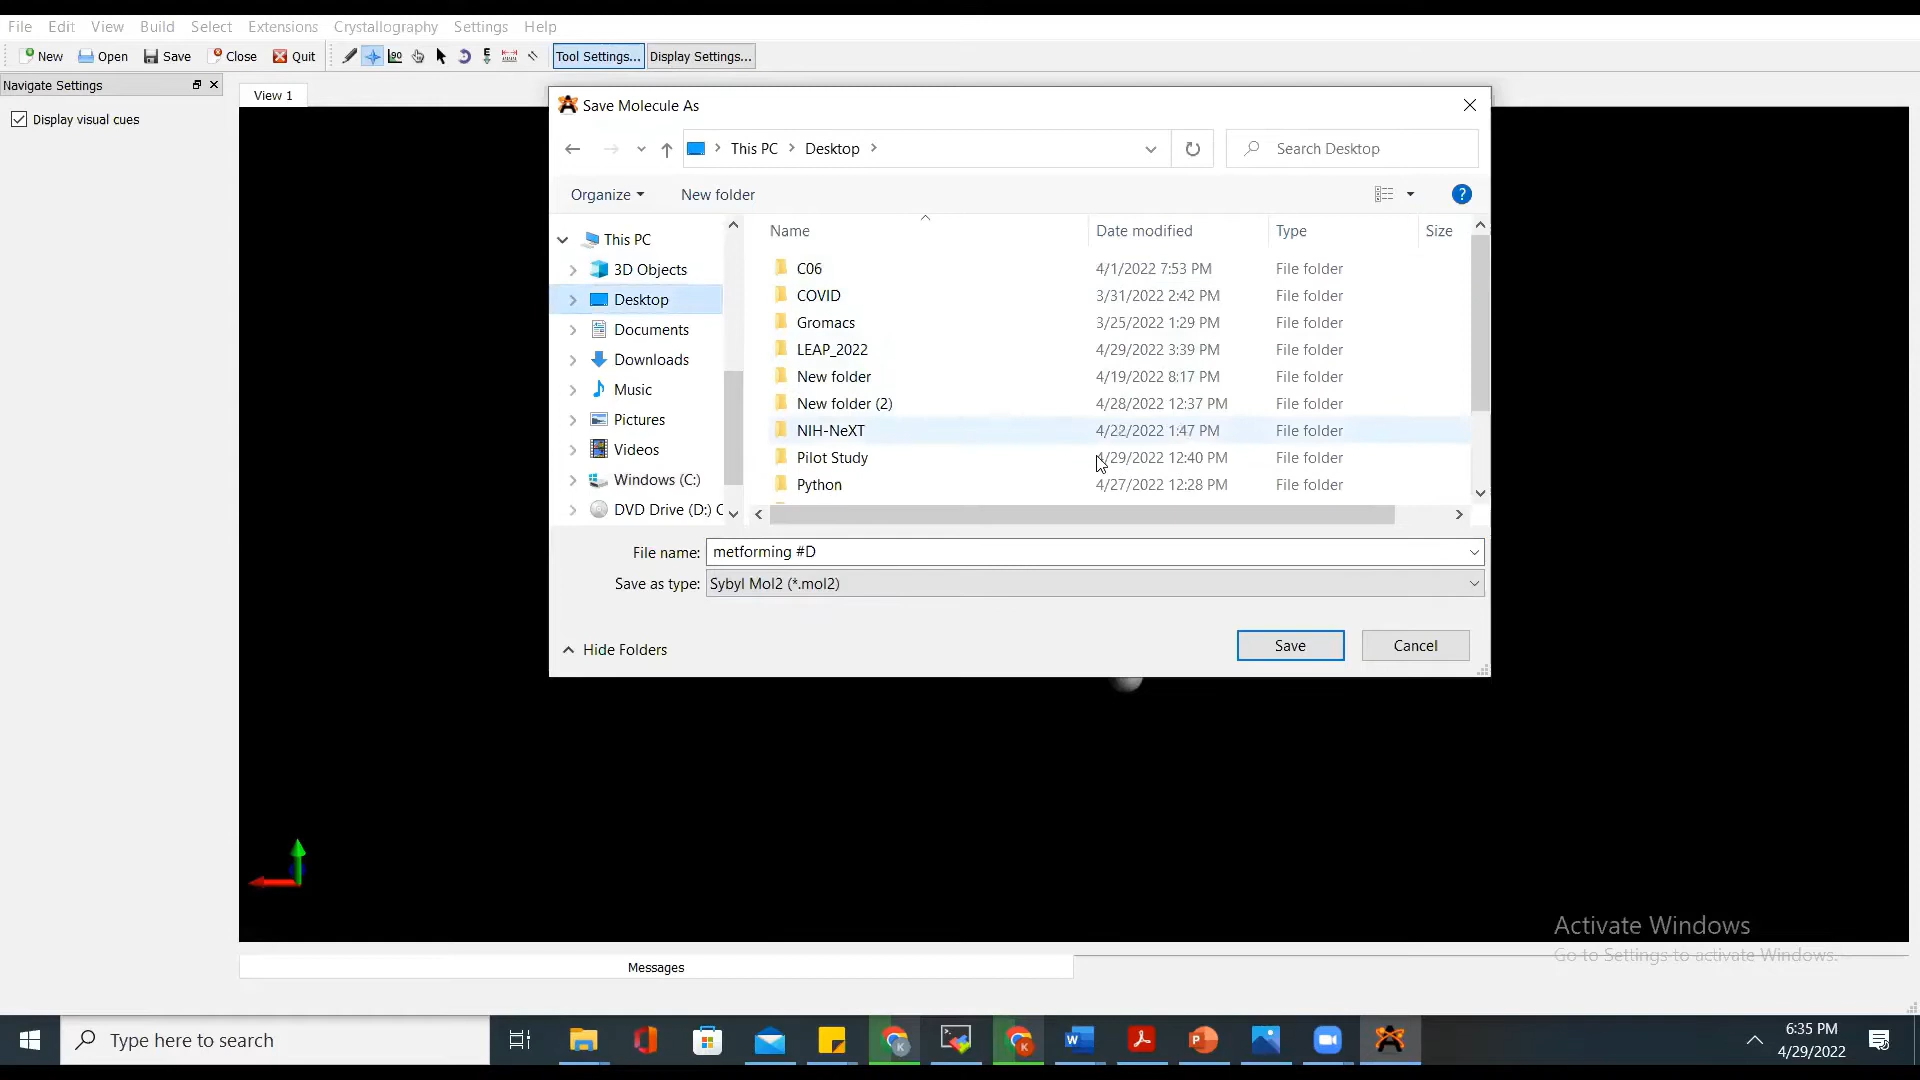 File Edit View Build Select Extensions Crystallography Settings Help
New Open Save Close Quit Tool Settings... Display Settings...
Navigate Settings
Display visual cues
View 1
Save Molecule As
This PC Desktop
Search Desktop
Organize New folder
This PC
3D Objects
Desktop
Documents
Downloads
Music
Pictures
Videos
Windows (C:)
DVD Drive (D:) C
Name Date modified Type Size
C06 4/1/2022 7:53 PM File folder
COVID 3/31/2022 2:42 PM File folder
Gromacs 3/25/2022 1:29 PM File folder
LEAP_2022 4/29/2022 3:39 PM File folder
New folder 4/19/2022 8:17 PM File folder
New folder (2) 4/28/2022 12:37 PM File folder
NIH-NeXT 4/22/2022 1:47 PM File folder
Pilot Study 4/29/2022 12:40 PM File folder
Python 4/27/2022 12:28 PM File folder
File name: metforming #D
Save as type: Sybyl Mol2 (*.mol2)
Hide Folders
Save Cancel
Activate Windows
Go to Settings to activate Windows.
Messages
Type here to search
6:35 PM
4/29/2022